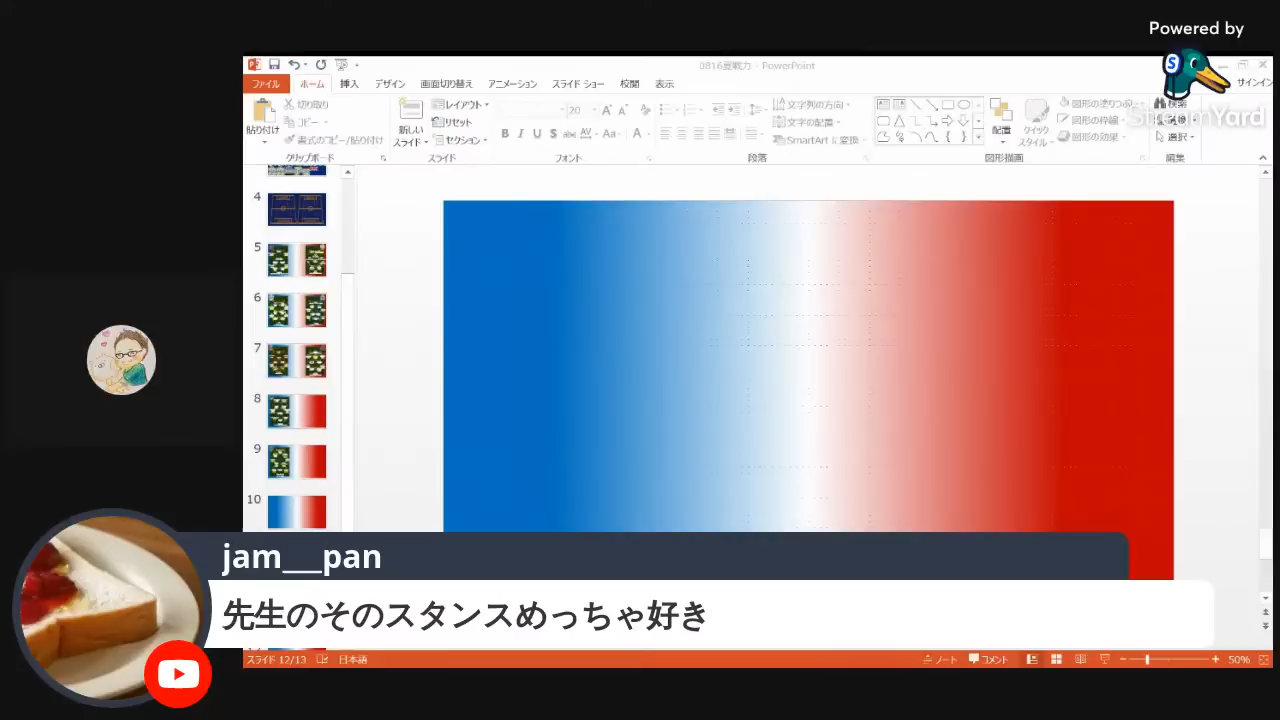 Powered by
StreamYard
0816夏戦力 - PowerPoint
サインイン
ファイル ホーム 挿入 デザイン 画面切り替え アニメーション スライド ショー 校閲 表示
貼り付け
切り取り
コピー
書式のコピー/貼り付け
クリップボード
新しい
スライド
レイアウト
リセット
セクション
スライド
20
B I U S abc AV Aa A
フォント
文字列の方向
文字の配置
SmartArt に変換
段落
配置
クイック
スタイル
図形の塗りつぶし
図形の枠線
図形の効果
図形描画
検索
置換
選択
編集
4
5
6
7
8
9
10
jam___pan
先生のそのスタンスめっちゃ好き
スライド 12/13 日本語 ノート コメント 50%